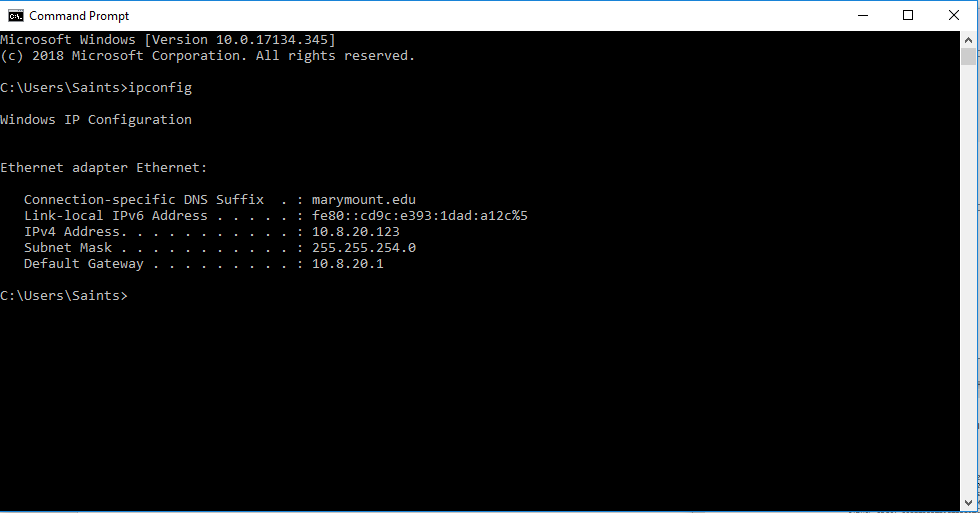 Command Prompt
Microsoft Windows [Version 10.0.17134.345]
(c) 2018 Microsoft Corporation. All rights reserved.
C:\Users\Saints>ipconfig
Windows IP Configuration
Ethernet adapter Ethernet:
Connection-specific DNS Suffix  . : marymount.edu
Link-local IPv6 Address . . . . . : fe80::cd9c:e393:1dad:a12c%5
IPv4 Address. . . . . . . . . . . : 10.8.20.123
Subnet Mask . . . . . . . . . . . : 255.255.254.0
Default Gateway . . . . . . . . . : 10.8.20.1
C:\Users\Saints>